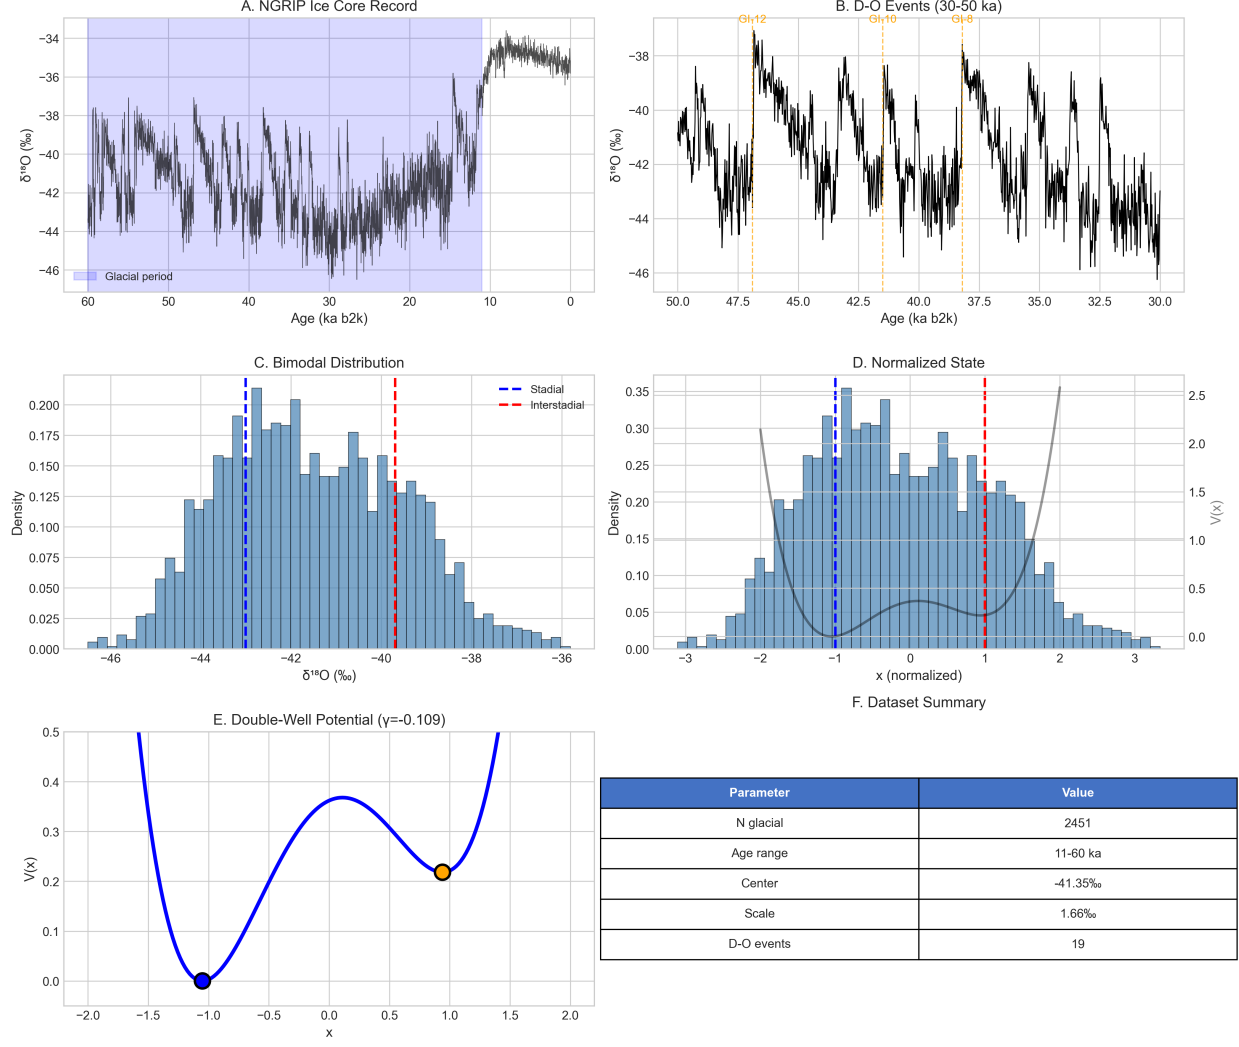 A. NGRIP Ice Core Record
−34
−36
−38
−40
−42
−44
−46
δ¹⁸O (‰)
Glacial period
60
50
40
30
20
10
0
Age (ka b2k)
B. D-O Events (30-50 ka)
GI-12
GI-10
GI-8
−38
−40
−42
−44
−46
δ¹⁸O (‰)
50.0
47.5
45.0
42.5
40.0
37.5
35.0
32.5
30.0
Age (ka b2k)
C. Bimodal Distribution
Stadial
Interstadial
0.200
0.175
0.150
0.125
0.100
0.075
0.050
0.025
0.000
Density
−46
−44
−42
−40
−38
−36
δ¹⁸O (‰)
D. Normalized State
0.35
0.30
0.25
0.20
0.15
0.10
0.05
0.00
Density
2.5
2.0
1.5
1.0
0.5
0.0
V(x)
−3
−2
−1
0
1
2
3
x (normalized)
E. Double-Well Potential (γ=-0.109)
0.5
0.4
0.3
0.2
0.1
0.0
V(x)
−2.0
−1.5
−1.0
−0.5
0.0
0.5
1.0
1.5
2.0
x
F. Dataset Summary
Parameter Value
N glacial 2451
Age range 11-60 ka
Center -41.35‰
Scale 1.66‰
D-O events 19